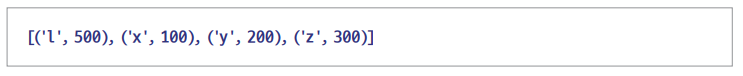 [('l', 500), ('x', 100), ('y', 200), ('z', 300)]